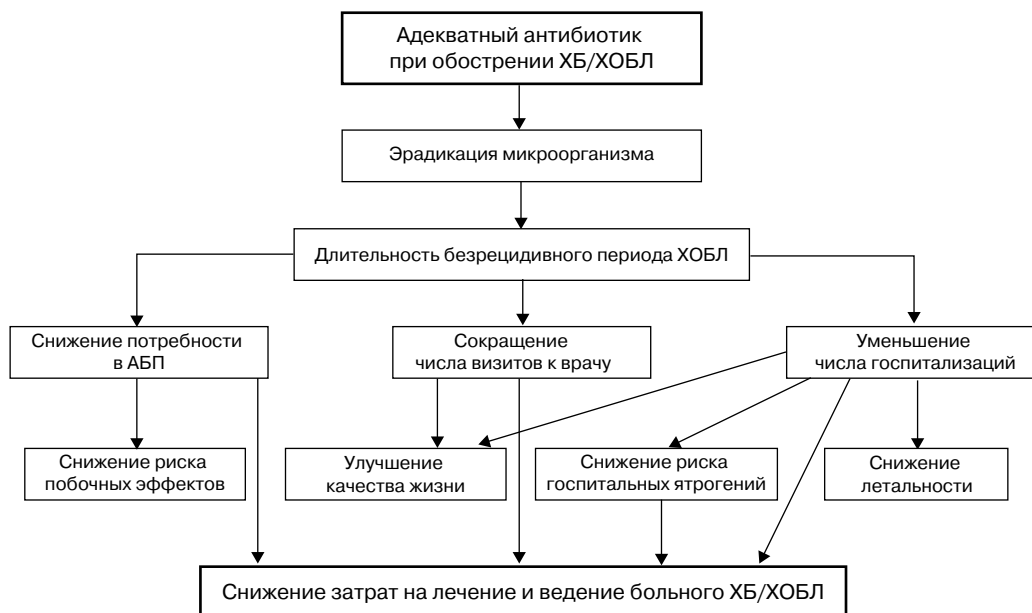 Адекватный антибиотик
при обострении ХБ/ХОБЛ
Эрадикация микроорганизма
Длительность безрецидивного периода ХОБЛ
Снижение потребности
в АБП
Сокращение
числа визитов к врачу
Уменьшение
числа госпитализаций
Снижение риска
побочных эффектов
Улучшение
качества жизни
Снижение риска
госпитальных ятрогений
Снижение
летальности
Снижение затрат на лечение и ведение больного ХБ/ХОБЛ